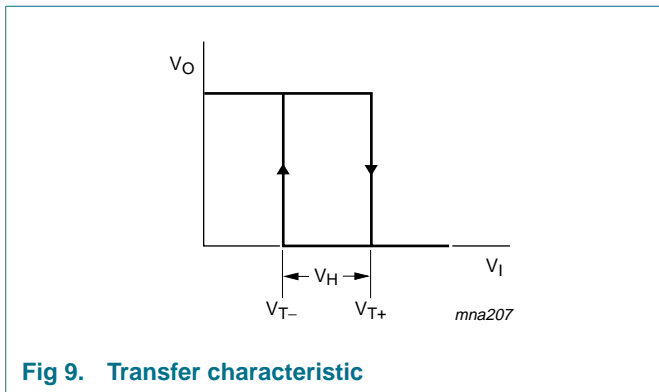 VO
VH
VI
VT−
VT+
mna207
Fig 9. Transfer characteristic